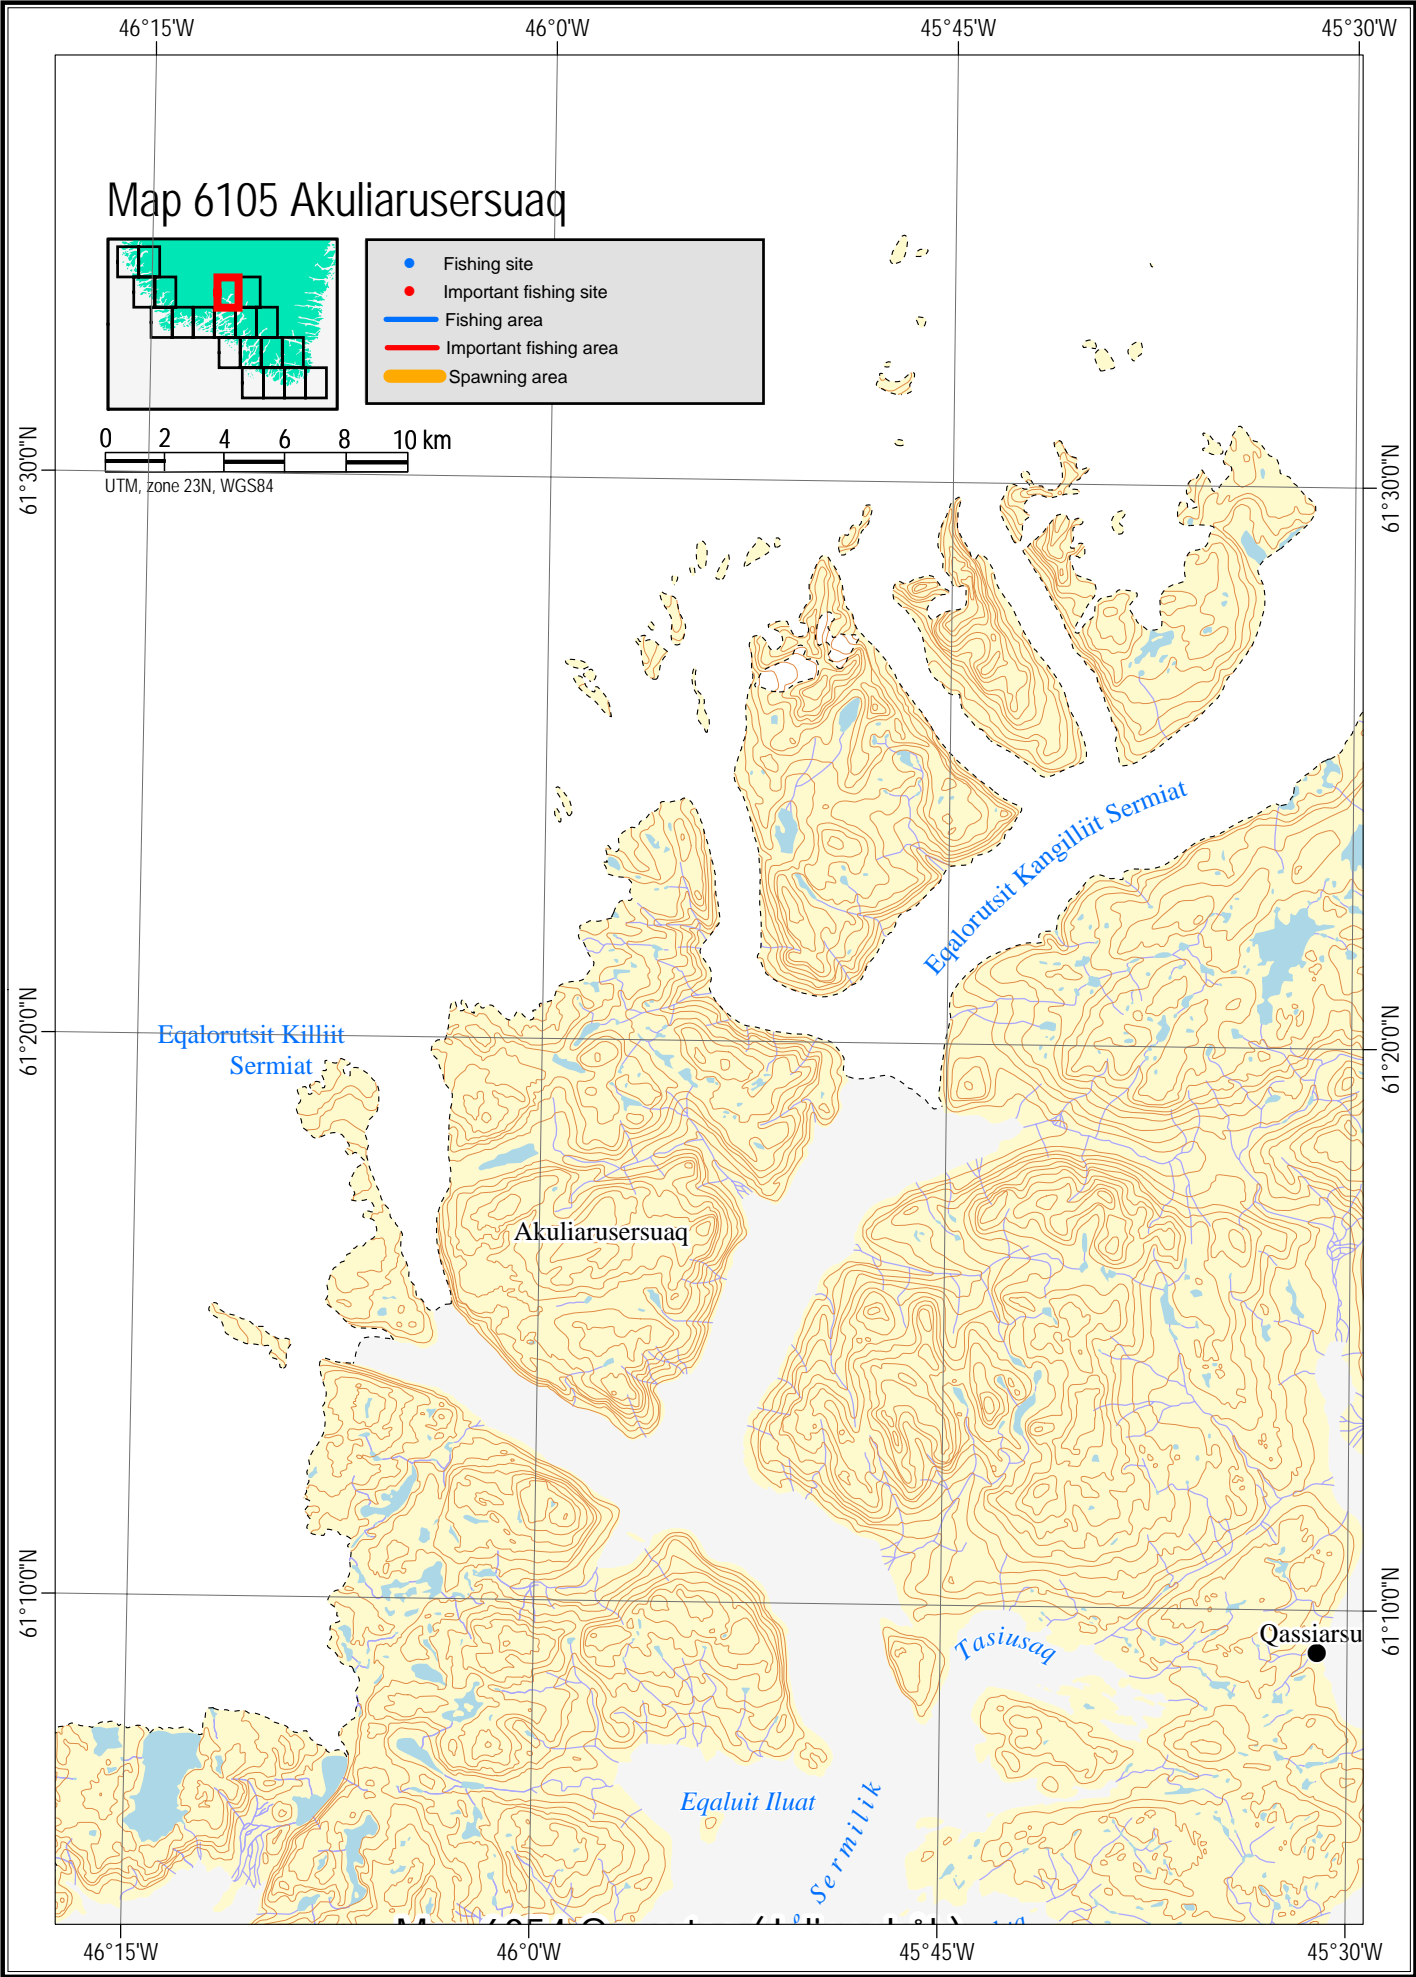 46°15'W 46°0'W 45°45'W 45°30'W
Map 6105 Akuliarusersuaq
Fishing site
Important fishing site
Fishing area
Important fishing area
Spawning area
0 2 4 6 8 10 km
UTM, zone 23N, WGS84
61°30'0"N
61°30'0"N
Eqalorutsit Kangilliit Sermiat
61°20'0"N
61°20'0"N
Eqalorutsit Killiit
Sermiat
Akuliarusersuaq
61°10'0"N
61°10'0"N
Qassiarsu
Tasiusaq
Eqaluit Iluat
Sermilik
46°15'W 46°0'W 45°45'W 45°30'W